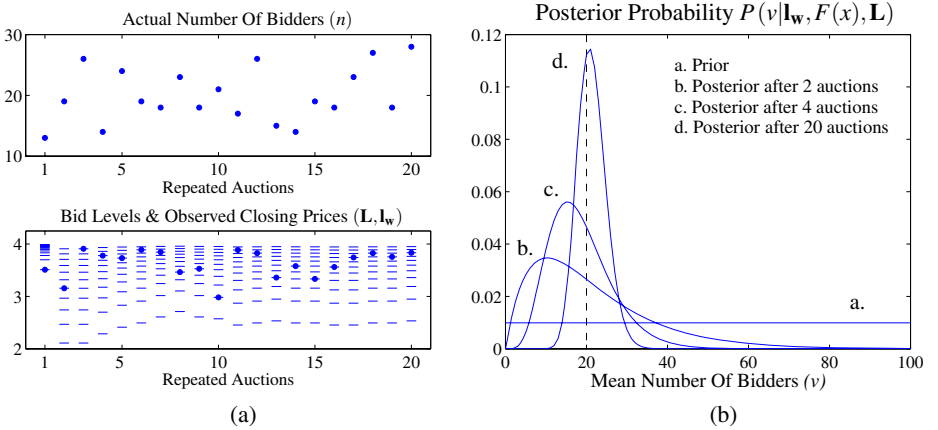 Actual Number Of Bidders (n)
30
20
10
1
5
10
15
20
Repeated Auctions
Bid Levels & Observed Closing Prices (L, l_w)
4
3
2
1
5
10
15
20
Repeated Auctions
(a)
Posterior Probability P(v|l_w, F(x), L)
0.12
0.1
0.08
0.06
0.04
0.02
0
d.
c.
b.
a.
a. Prior
b. Posterior after 2 auctions
c. Posterior after 4 auctions
d. Posterior after 20 auctions
0
20
40
60
80
100
Mean Number Of Bidders (v)
(b)